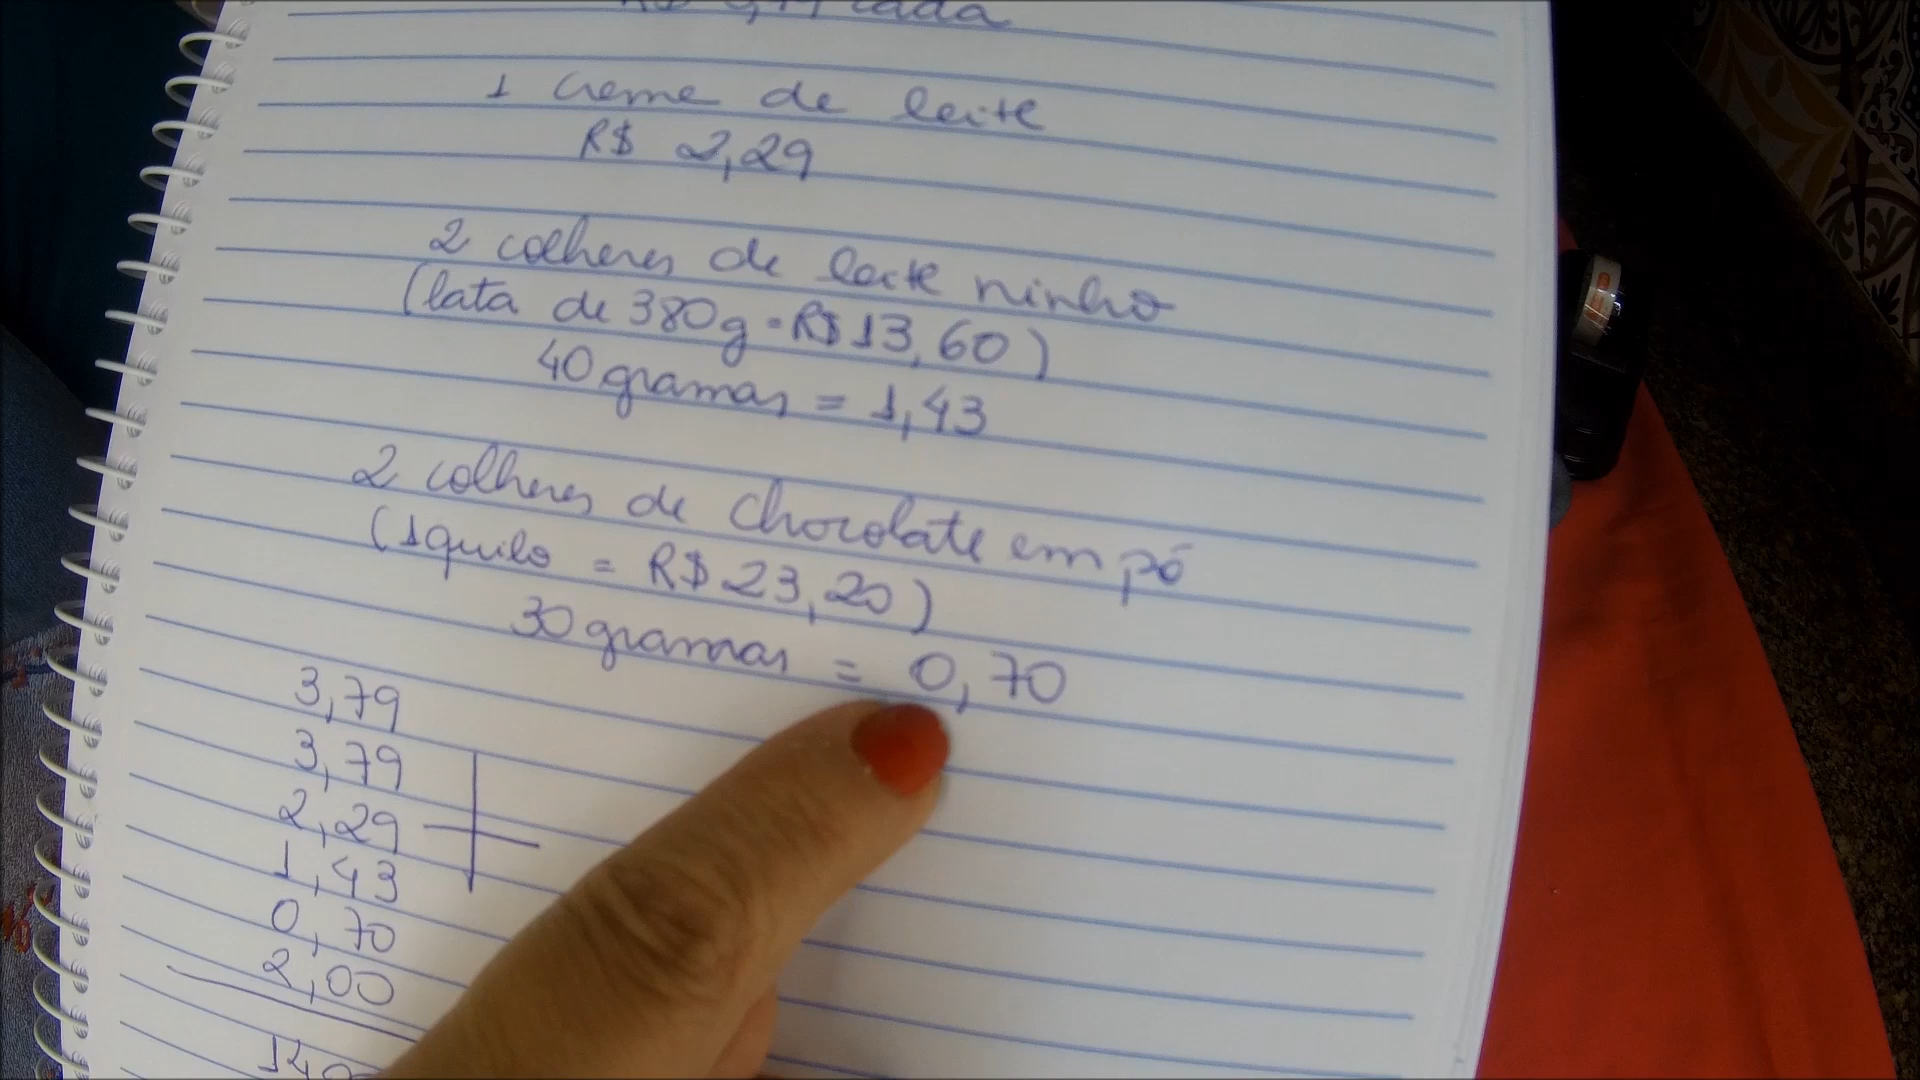 cada
1 creme de leite
R$ 2,29
2 colheres de leite ninho
(lata de 380g = R$ 13,60)
40 gramas = 1,43
2 colheres de chocolate em pó
(1 quilo = R$ 23,20)
30 gramas = 0,70
3,79
3,79
2,29
1,43
0,70
2,00